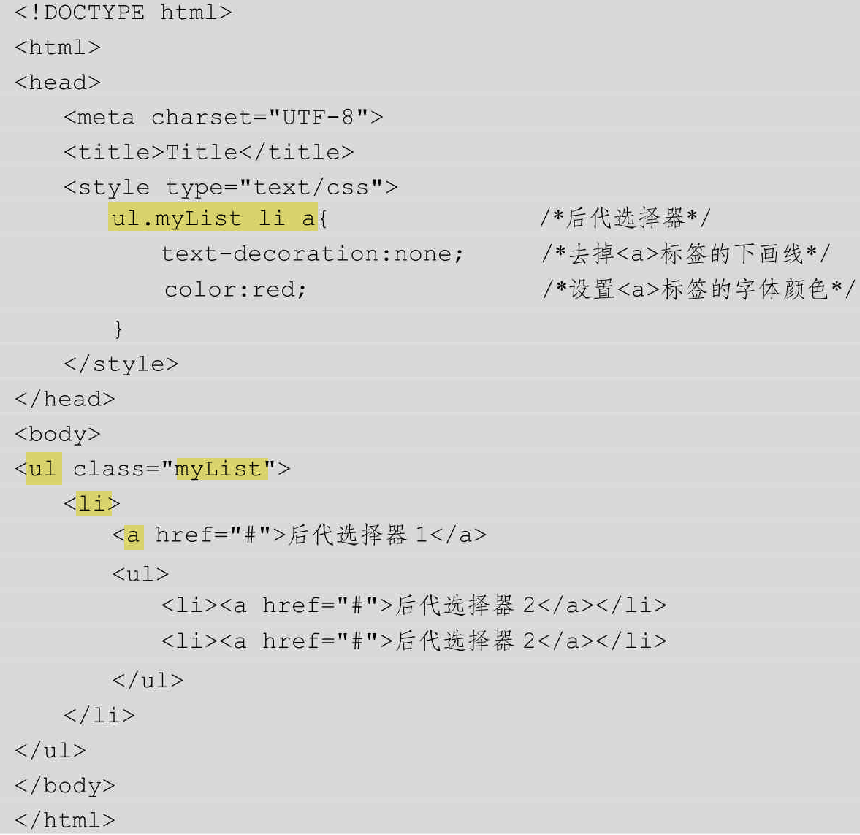 <!DOCTYPE html>
<html>
<head>
    <meta charset="UTF-8">
    <title>Title</title>
    <style type="text/css">
        ul.myList li a{                /*后代选择器*/
            text-decoration:none;      /*去掉<a>标签的下画线*/
            color:red;                 /*设置<a>标签的字体颜色*/
        }
    </style>
</head>
<body>
<ul class="myList">
    <li>
        <a href="#">后代选择器1</a>
        <ul>
            <li><a href="#">后代选择器2</a></li>
            <li><a href="#">后代选择器2</a></li>
        </ul>
    </li>
</ul>
</body>
</html>